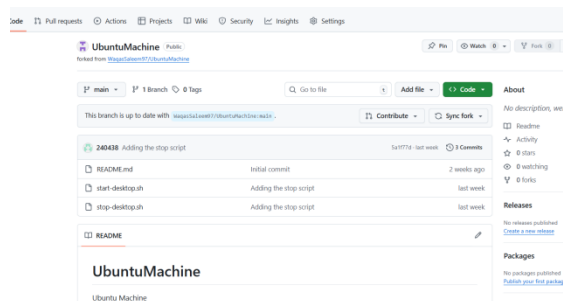 Code Pull requests Actions Projects Wiki Security Insights Settings
UbuntuMachine Public
Pin Watch 0 Fork 0
forked from WaqasSaleem97/UbuntuMachine
main 1 Branch 0 Tags
Go to file t Add file Code
About
This branch is up to date with WaqasSaleem97/UbuntuMachine:main .
Contribute Sync fork
No description, we
Readme
Activity
0 stars
0 watching
0 forks
240438 Adding the stop script
5a1f77d · last week 3 Commits
README.md Initial commit 2 weeks ago
start-desktop.sh Adding the stop script last week
stop-desktop.sh Adding the stop script last week
Releases
No releases published
Create a new release
README
UbuntuMachine
Ubuntu Machine
Packages
No packages published
Publish your first packag